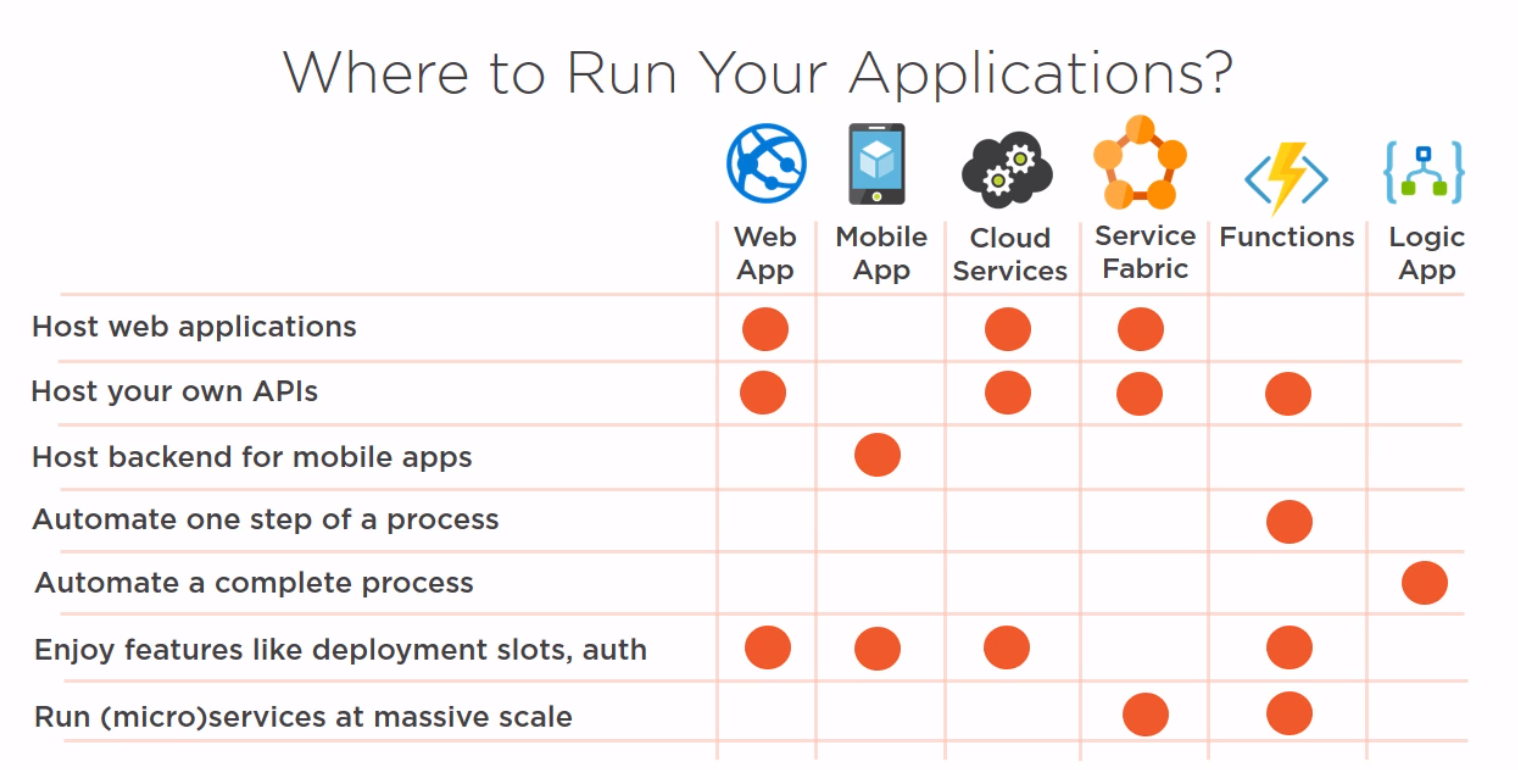 Where to Run Your Applications?
Web App
Mobile App
Cloud Services
Service Fabric
Functions
Logic App
Host web applications
Host your own APIs
Host backend for mobile apps
Automate one step of a process
Automate a complete process
Enjoy features like deployment slots, auth
Run (micro)services at massive scale